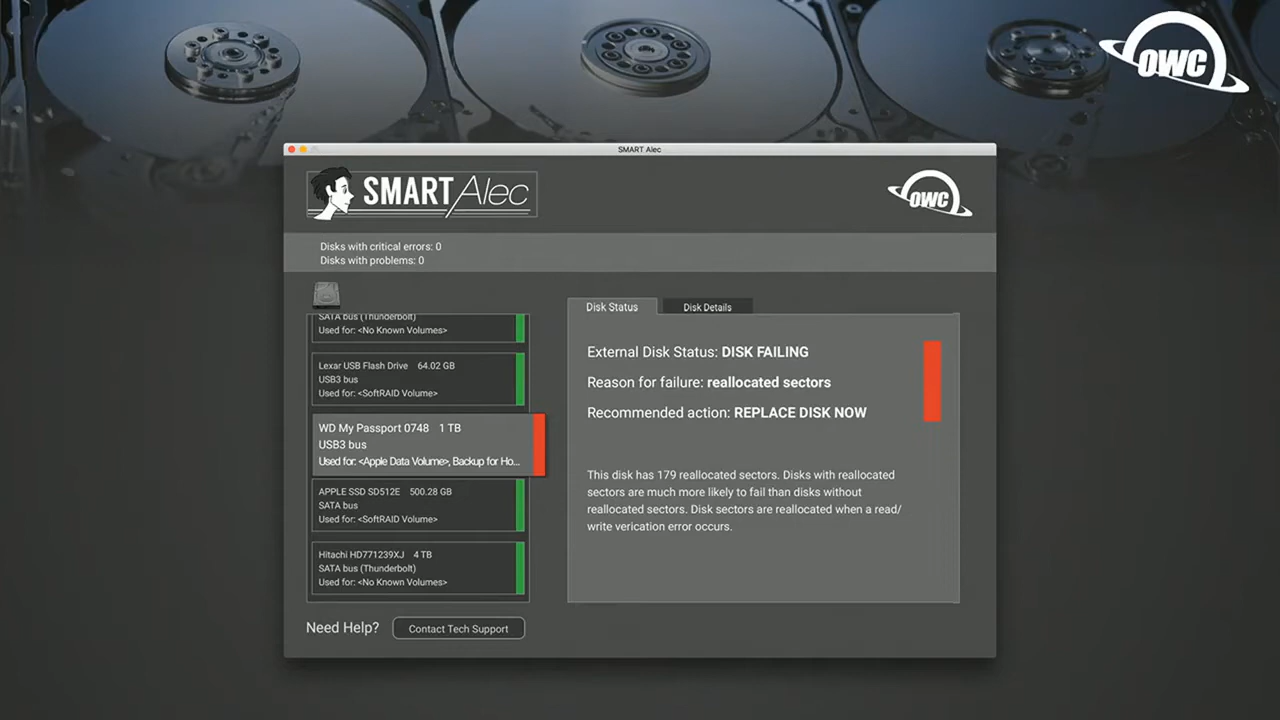 OWC
SMART Alec
SMART Alec
OWC
Disks with critical errors: 0
Disks with problems: 0
SATA bus (Thunderbolt)
Used for: <No Known Volumes>
Lexar USB Flash Drive 64.02 GB
USB3 bus
Used for: <SoftRAID Volume>
WD My Passport 0748 1 TB
USB3 bus
Used for: <Apple Data Volume>, Backup for Ho...
APPLE SSD SD512E 500.28 GB
SATA bus
Used for: <SoftRAID Volume>
Hitachi HD771239XJ 4 TB
SATA bus (Thunderbolt)
Used for: <No Known Volumes>
Need Help?
Contact Tech Support
Disk Status
Disk Details
External Disk Status: DISK FAILING
Reason for failure: reallocated sectors
Recommended action: REPLACE DISK NOW
This disk has 179 reallocated sectors. Disks with reallocated
sectors are much more likely to fail than disks without
reallocated sectors. Disk sectors are reallocated when a read/
write verication error occurs.